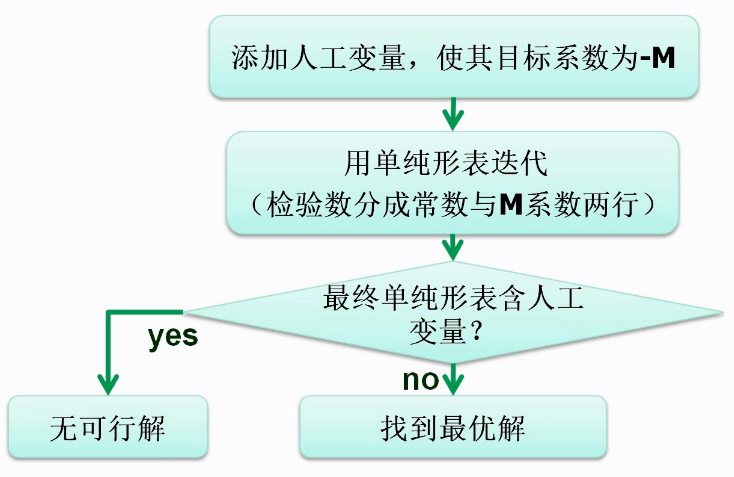 添加人工变量，使其目标系数为-M
用单纯形表迭代
（检验数分成常数与M系数两行）
最终单纯形表含人工
变量？
yes
no
无可行解
找到最优解